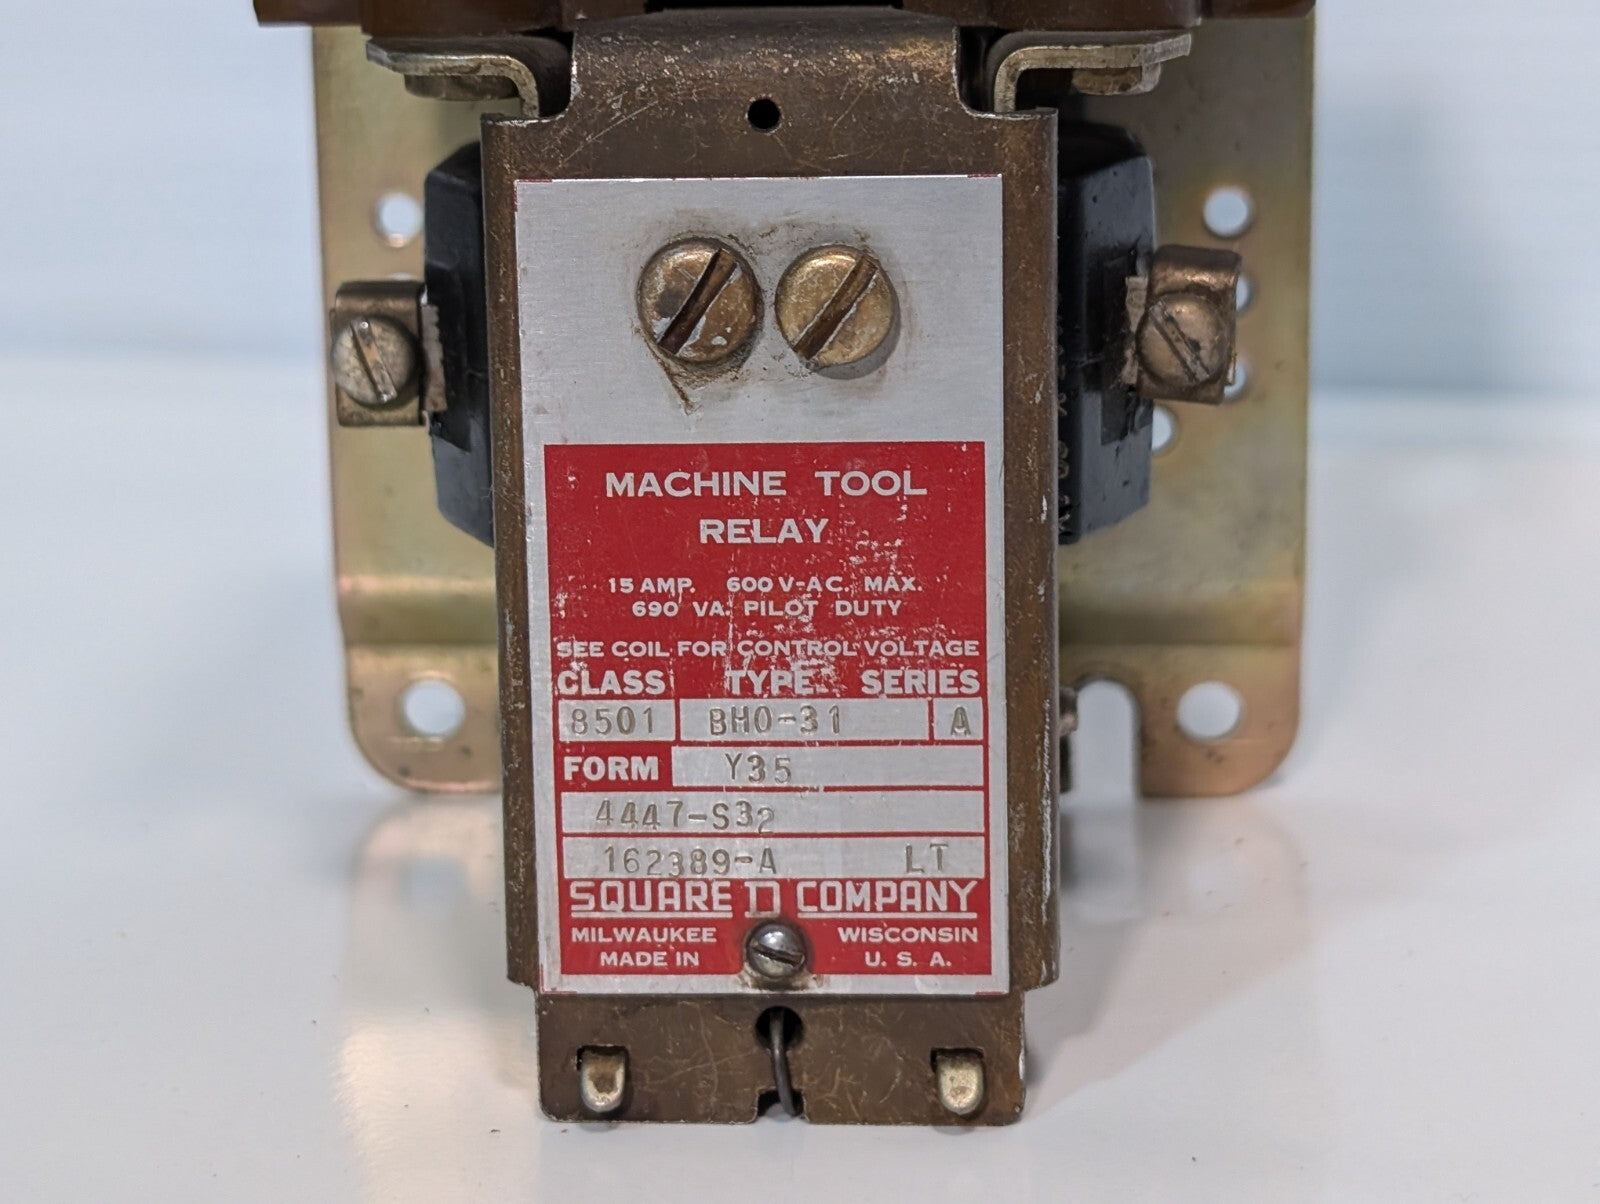 MACHINE TOOL
RELAY
15 AMP. 600 V-AC. MAX.
690 VA. PILOT DUTY
SEE COIL FOR CONTROL VOLTAGE
CLASS TYPE SERIES
8501 BHO-31 A
FORM Y35
4447-S32
162389-A LT
SQUARE D COMPANY
MILWAUKEE WISCONSIN
MADE IN U. S. A.